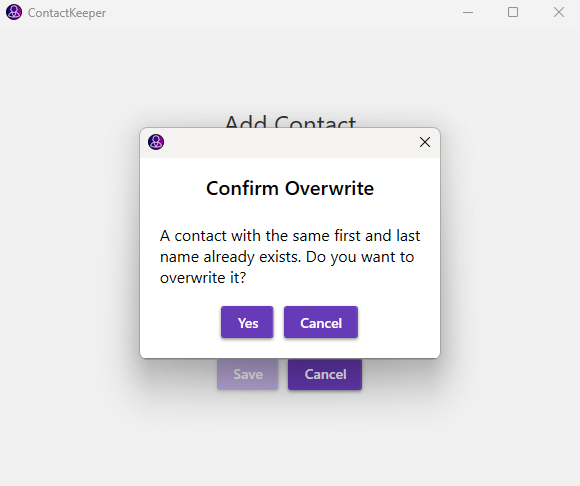 ContactKeeper
Add Contact
Confirm Overwrite
A contact with the same first and last
name already exists. Do you want to
overwrite it?
Yes Cancel
Save Cancel